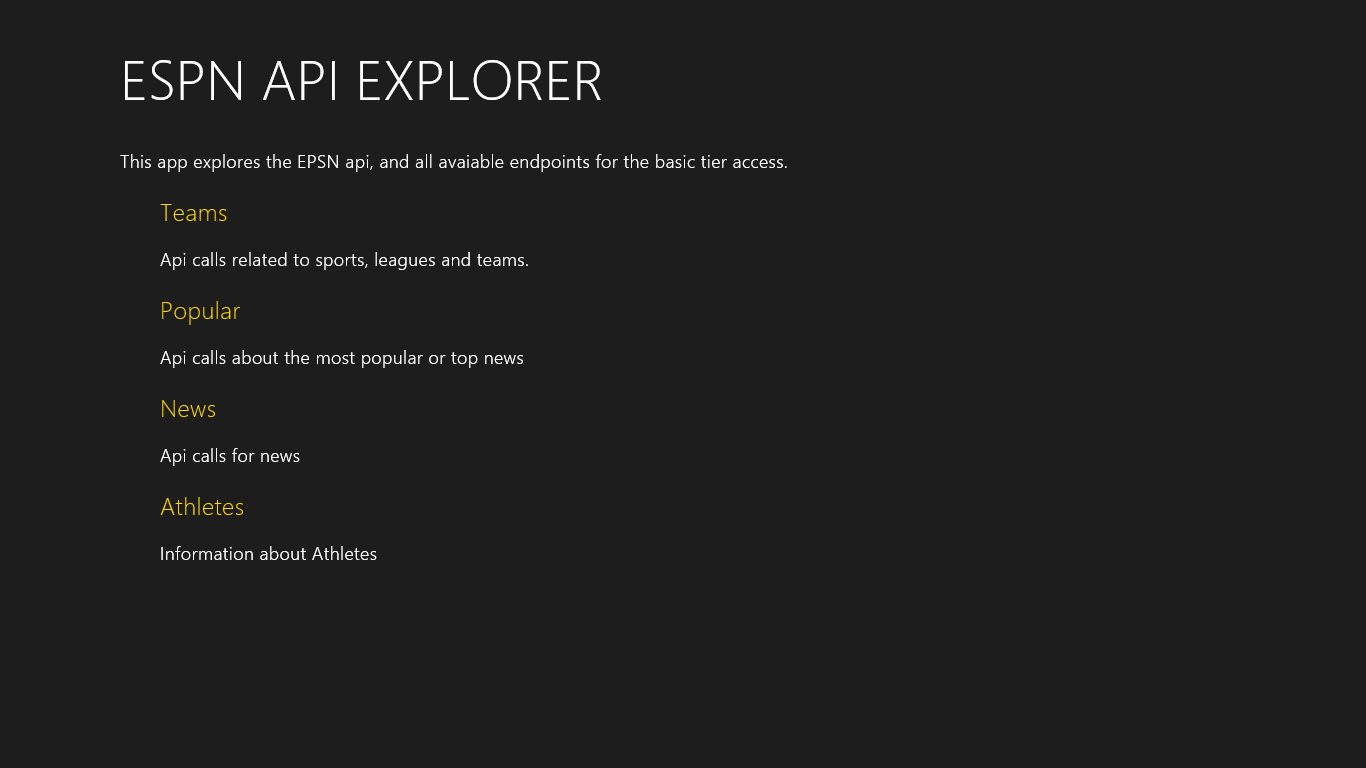 ESPN API EXPLORER
This app explores the EPSN api, and all avaiable endpoints for the basic tier access.
Teams
Api calls related to sports, leagues and teams.
Popular
Api calls about the most popular or top news
News
Api calls for news
Athletes
Information about Athletes